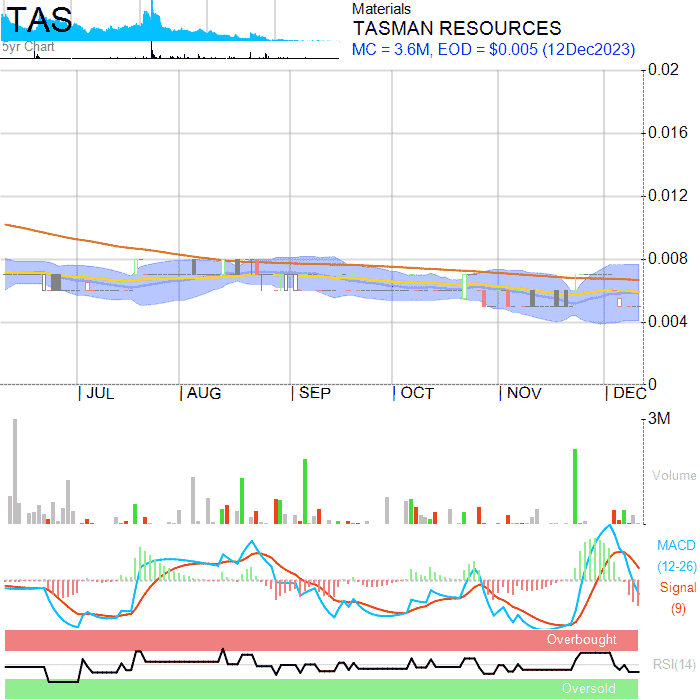 TAS
5yr Chart
Materials
TASMAN RESOURCES
MC = 3.6M, EOD = $0.005 (12Dec2023)
0.02
0.016
0.012
0.008
0.004
0
JUL
AUG
SEP
OCT
NOV
DEC
3M
Volume
MACD
(12-26)
Signal
(9)
Overbought
RSI(14)
Oversold